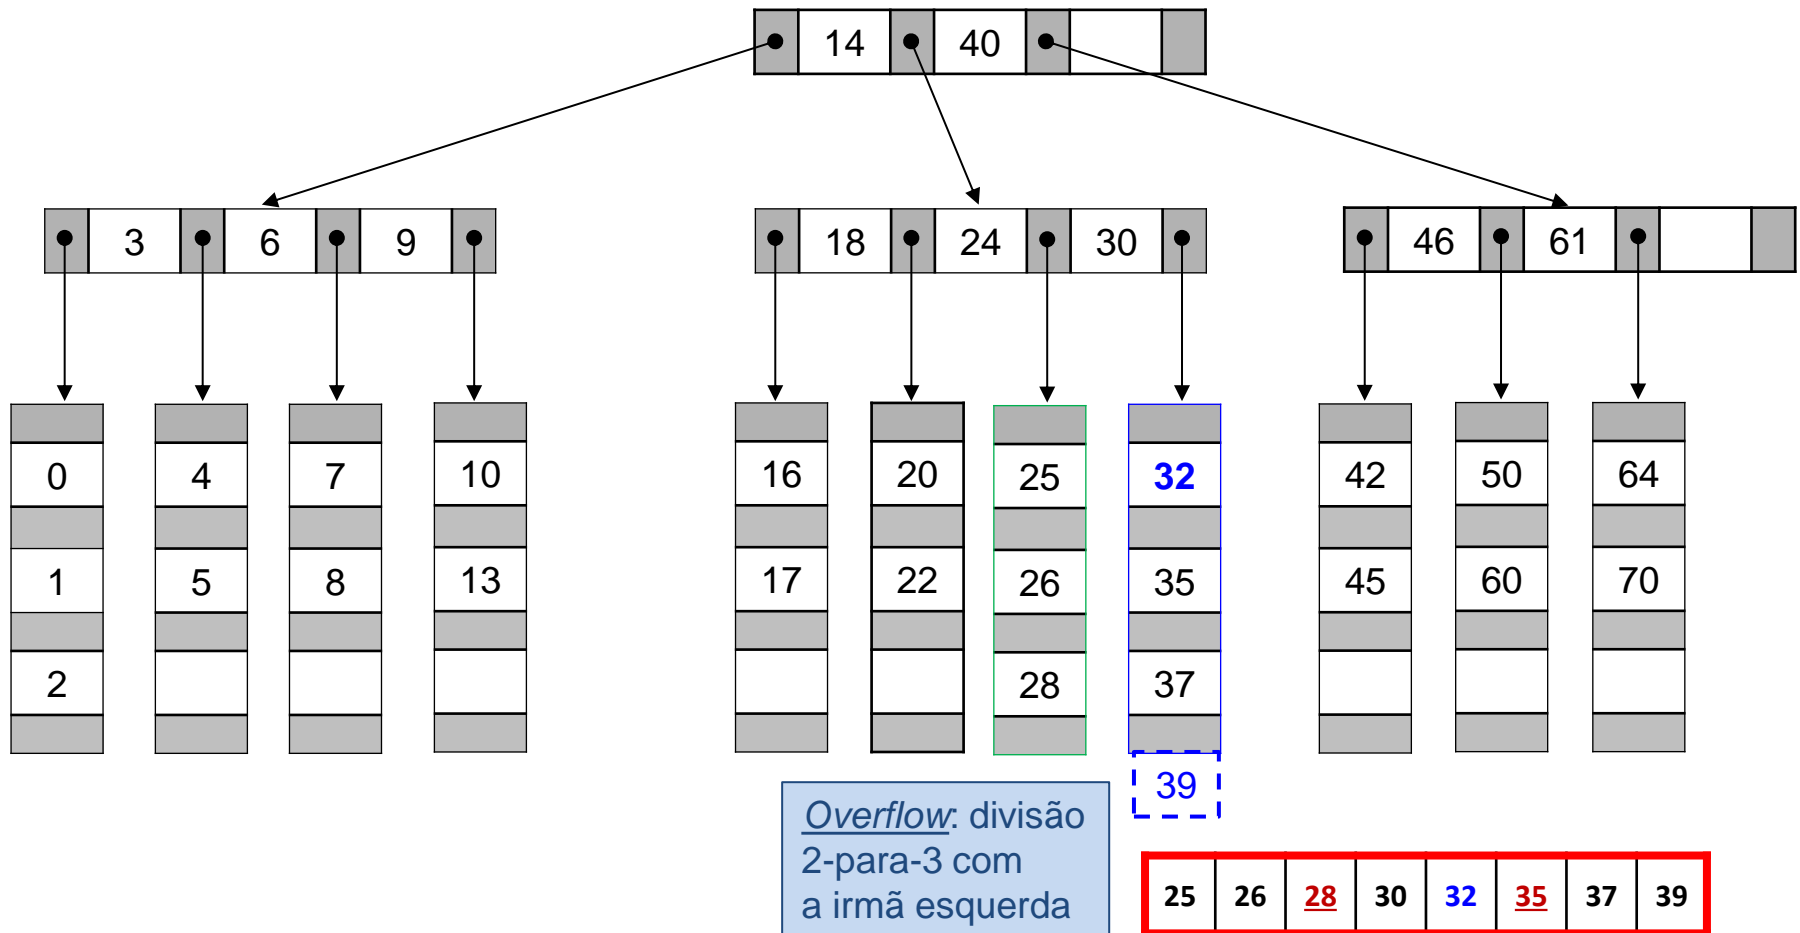 14 40
3 6 9
18 24 30
46 61
0 4 7 10 16 20 25 32 42 50 64
1 5 8 13 17 22 26 35 45 60 70
2 28 37
39
Overflow: divisão
2-para-3 com
a irmã esquerda
25 26 28 30 32 35 37 39